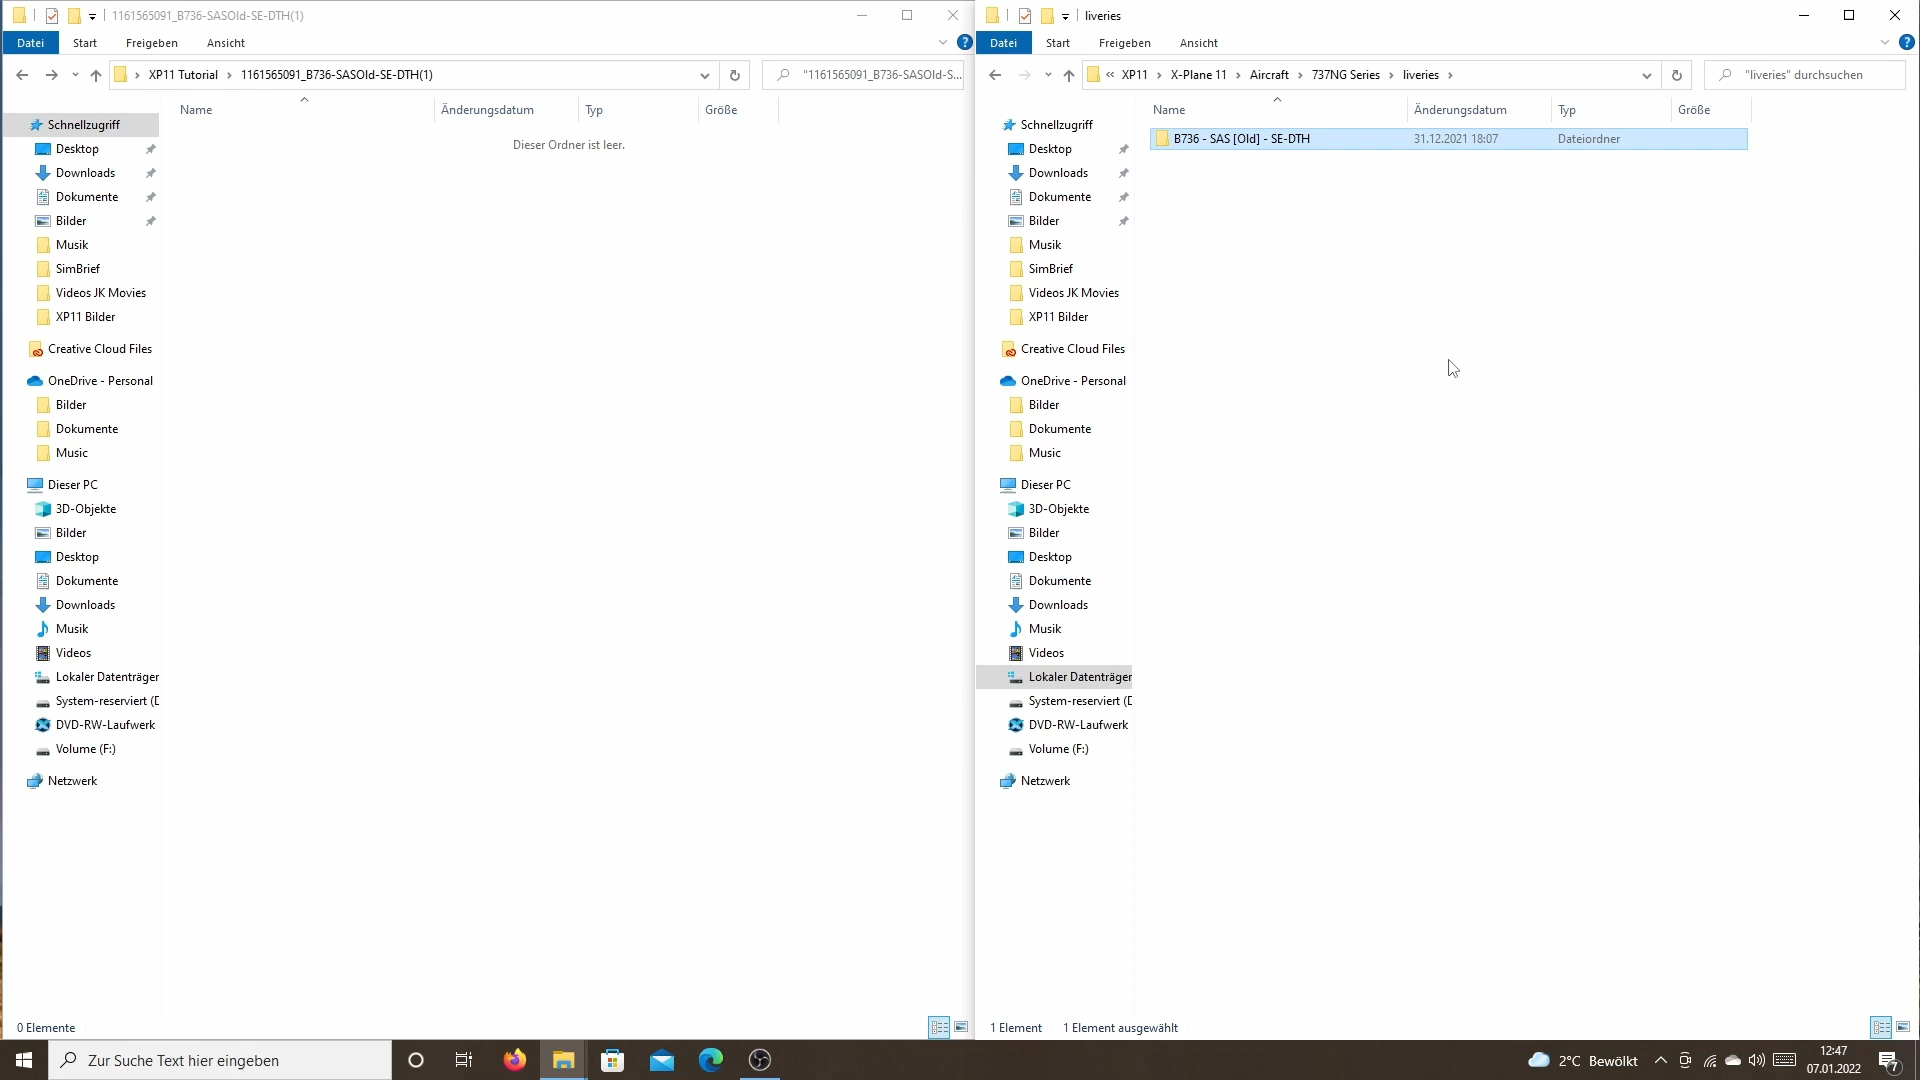 1161565091_B736-SASOld-SE-DTH(1)
Datei Start Freigeben Ansicht
XP11 Tutorial 1161565091_B736-SASOld-SE-DTH(1)
"1161565091_B736-SASOld-S...
Name Änderungsdatum Typ Größe
Dieser Ordner ist leer.
Schnellzugriff
Desktop
Downloads
Dokumente
Bilder
Musik
SimBrief
Videos JK Movies
XP11 Bilder
Creative Cloud Files
OneDrive - Personal
Bilder
Dokumente
Music
Dieser PC
3D-Objekte
Bilder
Desktop
Dokumente
Downloads
Musik
Videos
Lokaler Datenträger
System-reserviert (D
DVD-RW-Laufwerk
Volume (F:)
Netzwerk
0 Elemente
liveries
Datei Start Freigeben Ansicht
« XP11 X-Plane 11 Aircraft 737NG Series liveries
"liveries" durchsuchen
Name Änderungsdatum Typ Größe
B736 - SAS [Old] - SE-DTH 31.12.2021 18:07 Dateiordner
Schnellzugriff
Desktop
Downloads
Dokumente
Bilder
Musik
SimBrief
Videos JK Movies
XP11 Bilder
Creative Cloud Files
OneDrive - Personal
Bilder
Dokumente
Music
Dieser PC
3D-Objekte
Bilder
Desktop
Dokumente
Downloads
Musik
Videos
Lokaler Datenträger
System-reserviert (D
DVD-RW-Laufwerk
Volume (F:)
Netzwerk
1 Element 1 Element ausgewählt
Zur Suche Text hier eingeben
2°C Bewölkt
12:47
07.01.2022
7